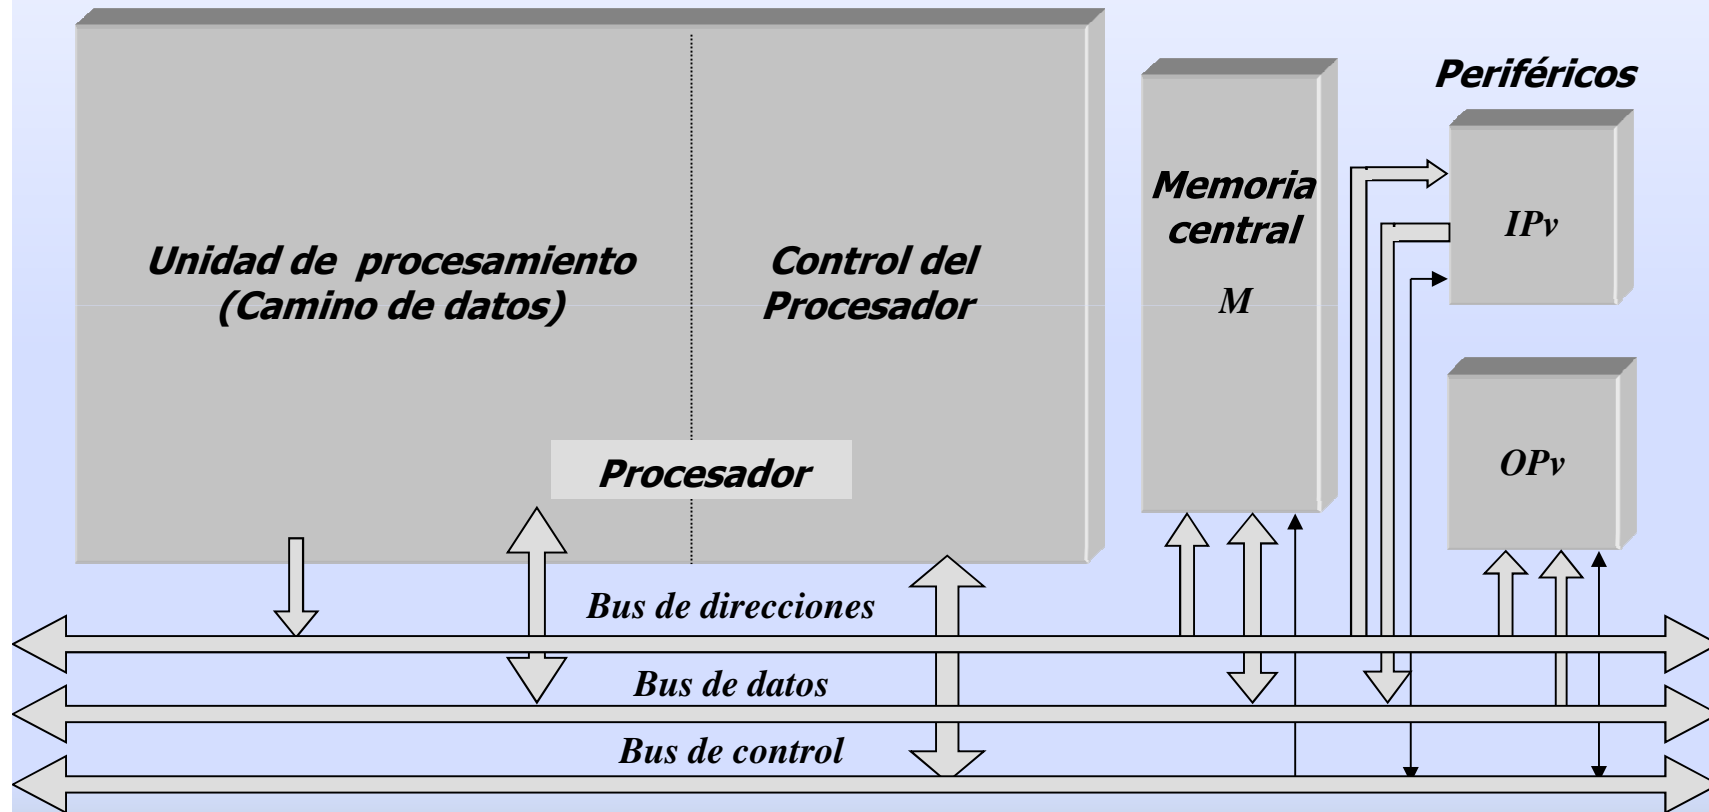 Unidad de procesamiento
(Camino de datos)
Control del
Procesador
Procesador
Memoria
central
M
Periféricos
IPv
OPv
Bus de direcciones
Bus de datos
Bus de control